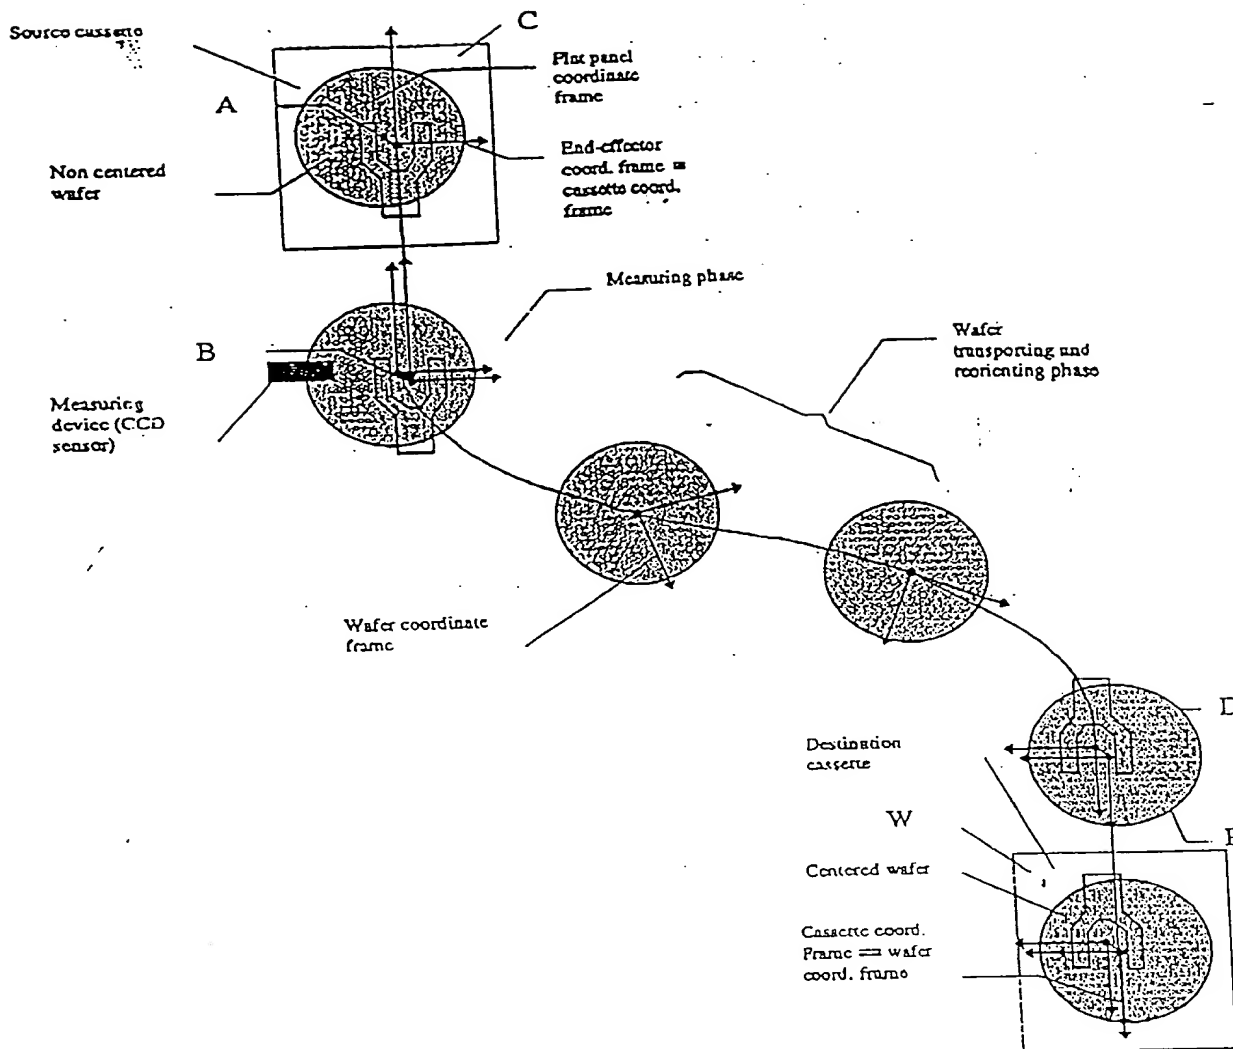 Source cassette
C
Flat panel
coordinate
frame
A
End-effector
coord. frame =
cassette coord.
frame
Non centered
wafer
Measuring phase
B
Wafer
transporting and
reorienting phase
Measuring
device (CCD
sensor)
Wafer coordinate
frame
D
Destination
cassette
W
Centered wafer
Cassette coord.
Frame = wafer
coord. frame